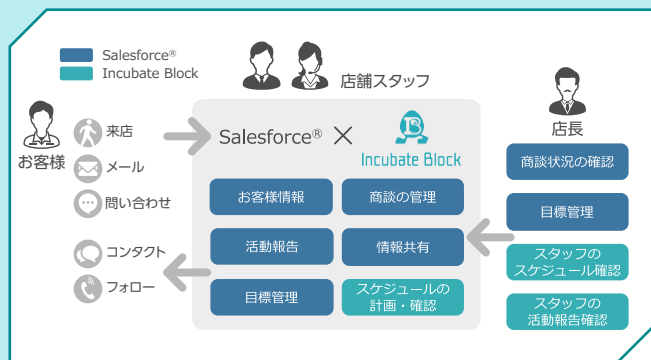 Salesforce®
Incubate Block
店舗スタッフ
お客様
来店
メール
問い合わせ
コンタクト
フォロー
Salesforce® ×
Incubate Block
お客様情報
商談の管理
活動報告
情報共有
目標管理
スケジュールの
計画・確認
店長
商談状況の確認
目標管理
スタッフの
スケジュール確認
スタッフの
活動報告確認